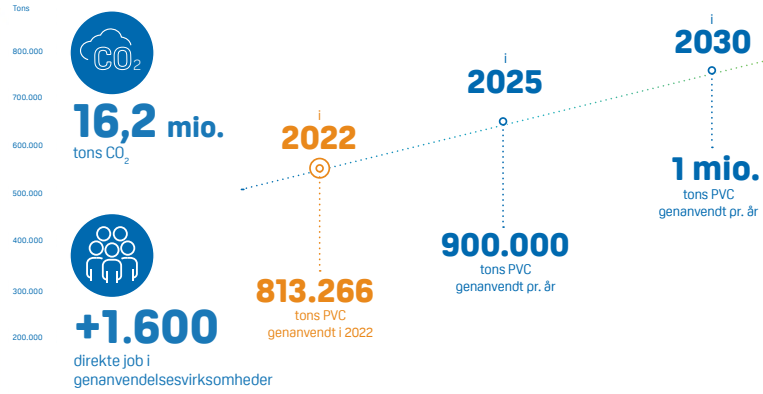 Tons
800.000
700.000
600.000
500.000
400.000
300.000
200.000
CO2
16,2 mio.
tons CO2
+1.600
direkte job i
genanvendelsesvirksomheder
i
2022
813.266
tons PVC
genanvendt i 2022
i
2025
900.000
tons PVC
genanvendt pr. år
i
2030
1 mio.
tons PVC
genanvendt pr. år